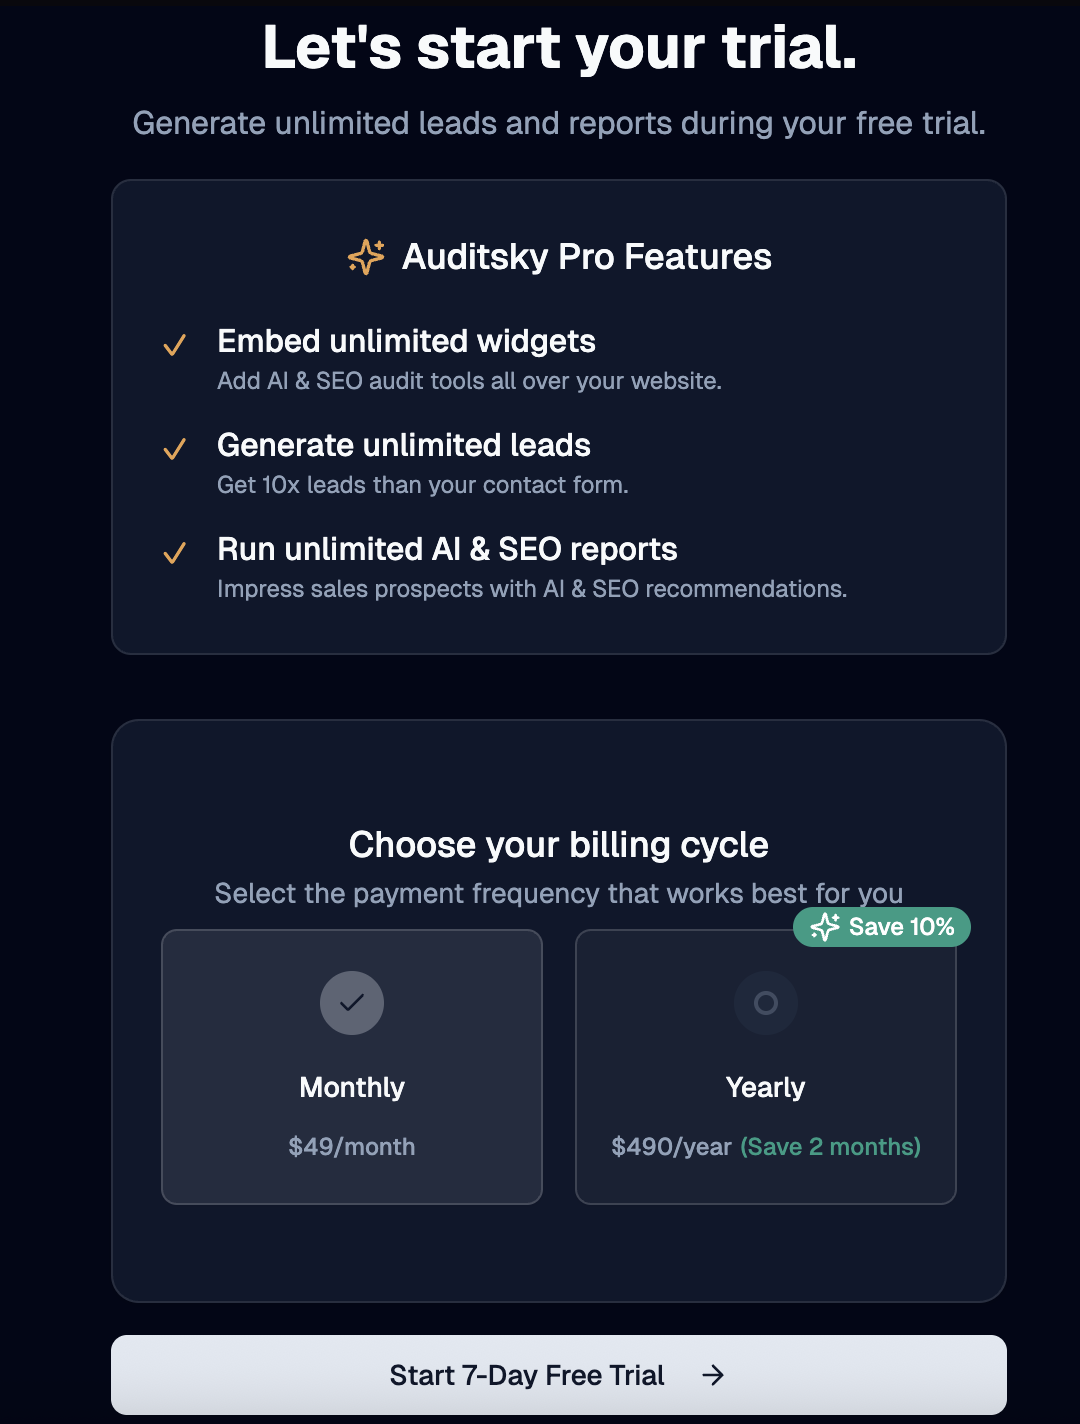 Let's start your trial.
Generate unlimited leads and reports during your free trial.
Auditsky Pro Features
Embed unlimited widgets
Add AI & SEO audit tools all over your website.
Generate unlimited leads
Get 10x leads than your contact form.
Run unlimited AI & SEO reports
Impress sales prospects with AI & SEO recommendations.
Choose your billing cycle
Select the payment frequency that works best for you
Save 10%
Monthly
$49/month
Yearly
$490/year (Save 2 months)
Start 7-Day Free Trial →